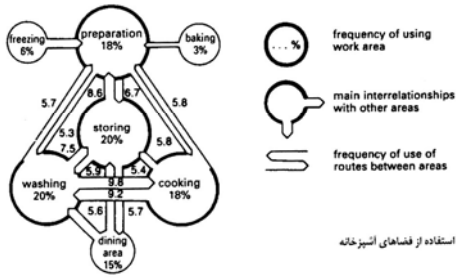 freezing
6%
preparation
18%
baking
3%
5.7
8.6
6.7
5.8
5.3
7.5
storing
20%
5.8
5.9
5.4
washing
20%
9.8
9.2
cooking
18%
5.6
5.7
dining
area
15%
...%
frequency of using
work area
main interrelationships
with other areas
frequency of use of
routes between areas
استفاده از فضاهای آشپزخانه